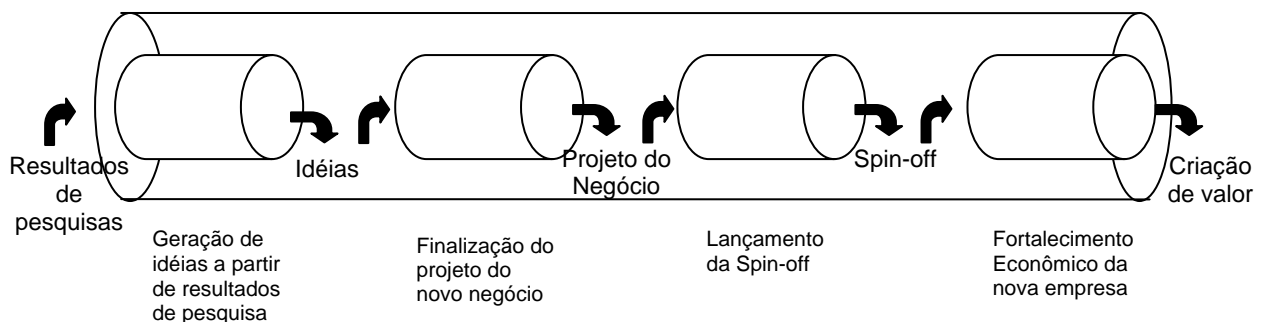 Resultados
de
pesquisas
Idéias
Projeto do
Negócio
Spin-off
Criação
de valor
Geração de
idéias a partir
de resultados
de pesquisa
Finalização do
projeto do
novo negócio
Lançamento
da Spin-off
Fortalecimento
Econômico da
nova empresa